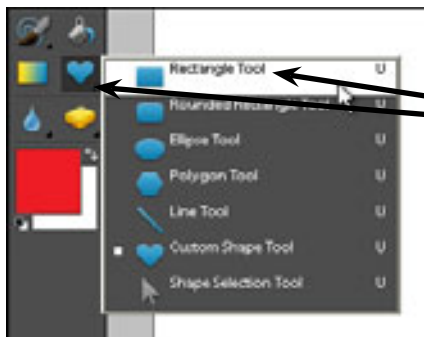 Rectangle Tool U
Rounded Rectangle Tool U
Ellipse Tool U
Polygon Tool U
Line Tool U
Custom Shape Tool U
Shape Selection Tool U